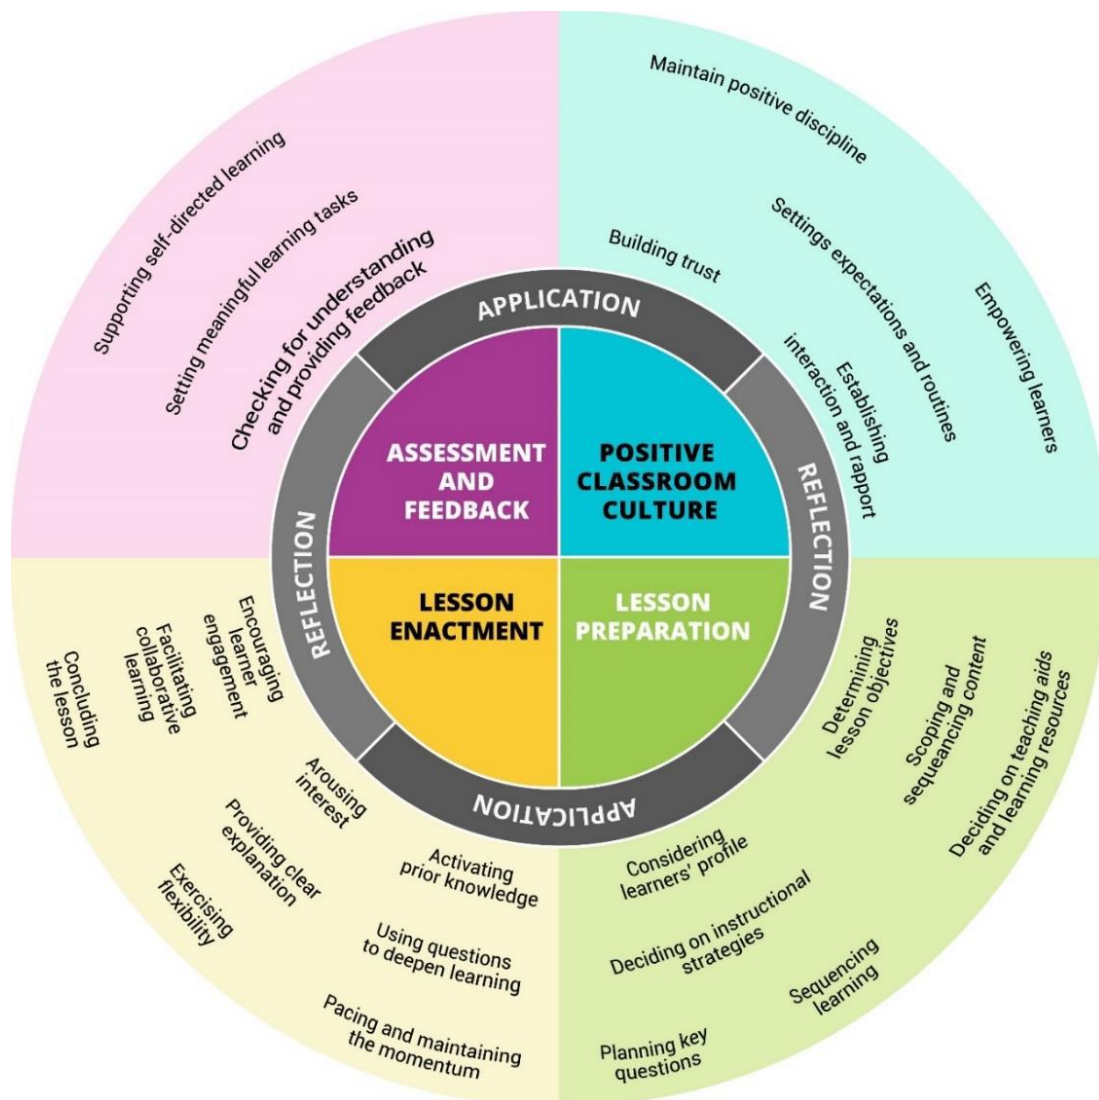 Supporting self-directed learning
Setting meaningful learning tasks
Checking for understanding
and providing feedback
Maintain positive discipline
Building trust
Settings expectations and routines
Establishing
interaction and rapport
Empowering learners
APPLICATION
REFLECTION
REFLECTION
APPLICATION
ASSESSMENT
AND
FEEDBACK
POSITIVE
CLASSROOM
CULTURE
LESSON
ENACTMENT
LESSON
PREPARATION
Encouraging
learner
engagement
Facilitating
collaborative
learning
Concluding
the lesson
Arousing
interest
Providing clear
explanation
Exercising
flexibility
Activating
prior knowledge
Using questions
to deepen learning
Pacing and maintaining
the momentum
Determining
lesson objectives
Scoping and
sequeancing content
Deciding on teaching aids
and learning resources
Considering
learners' profile
Deciding on instructional
strategies
Sequencing
learning
Planning key
questions